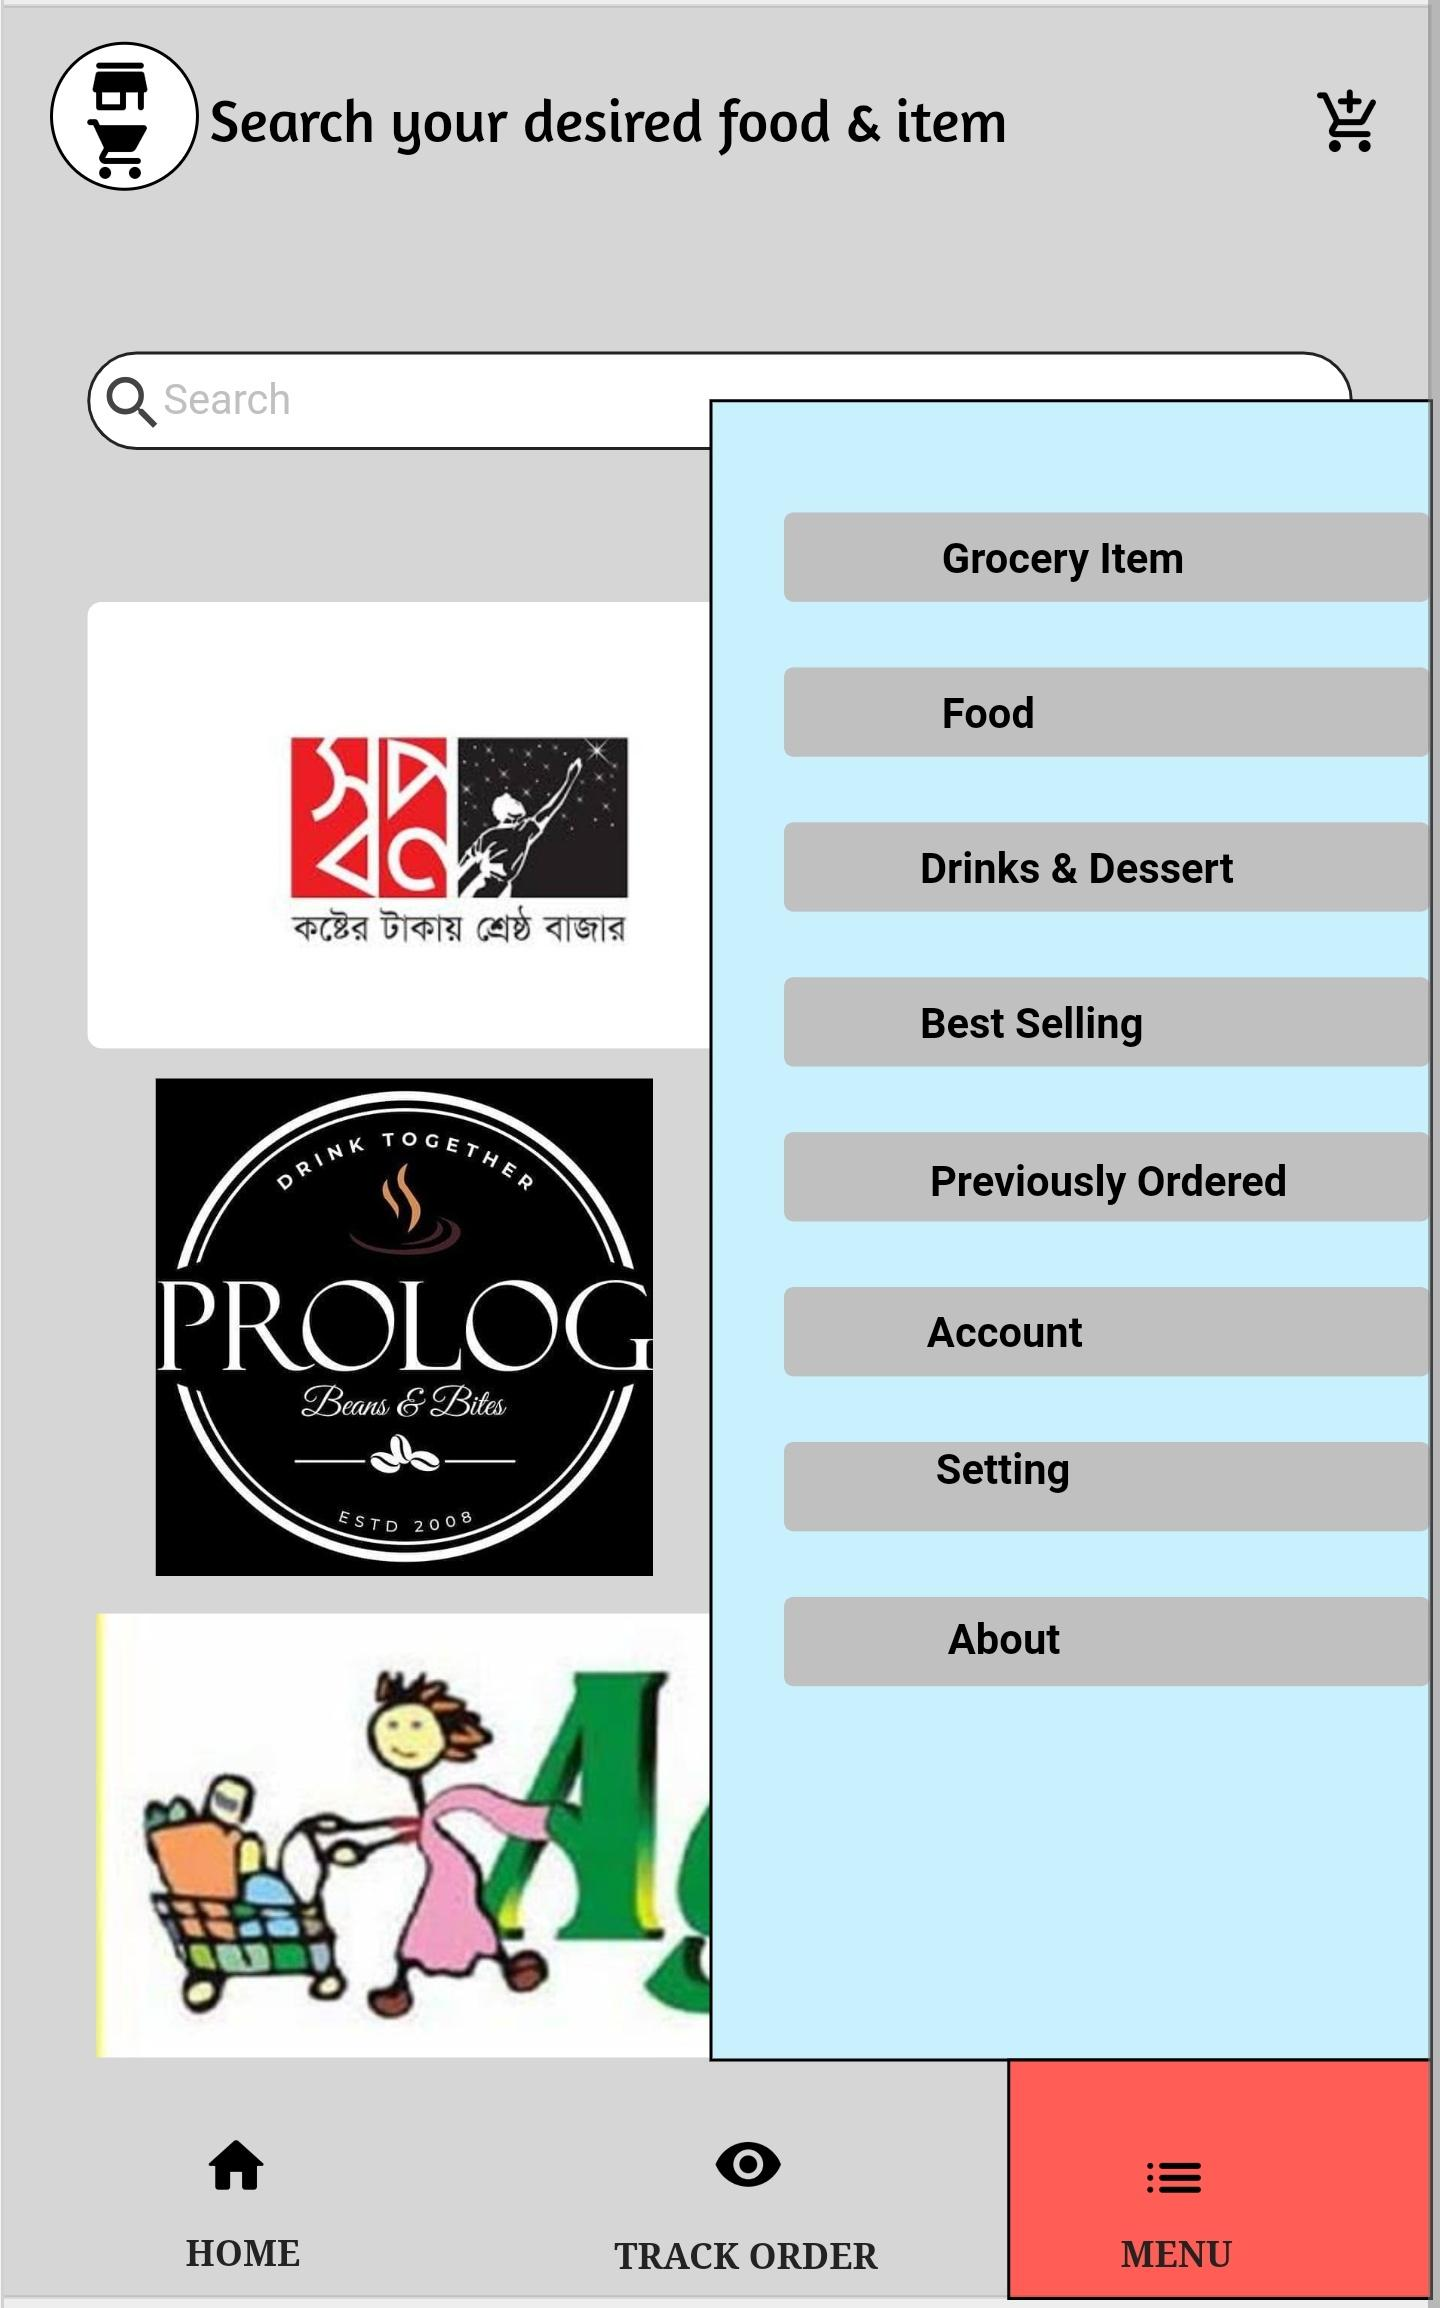 Search your desired food & item
Search
স্বপ্ন
কষ্টের টাকায় শ্রেষ্ঠ বাজার
DRINK TOGETHER
PROLOG
Beans & Bites
ESTD 2008
Grocery Item
Food
Drinks & Dessert
Best Selling
Previously Ordered
Account
Setting
About
HOME
TRACK ORDER
MENU